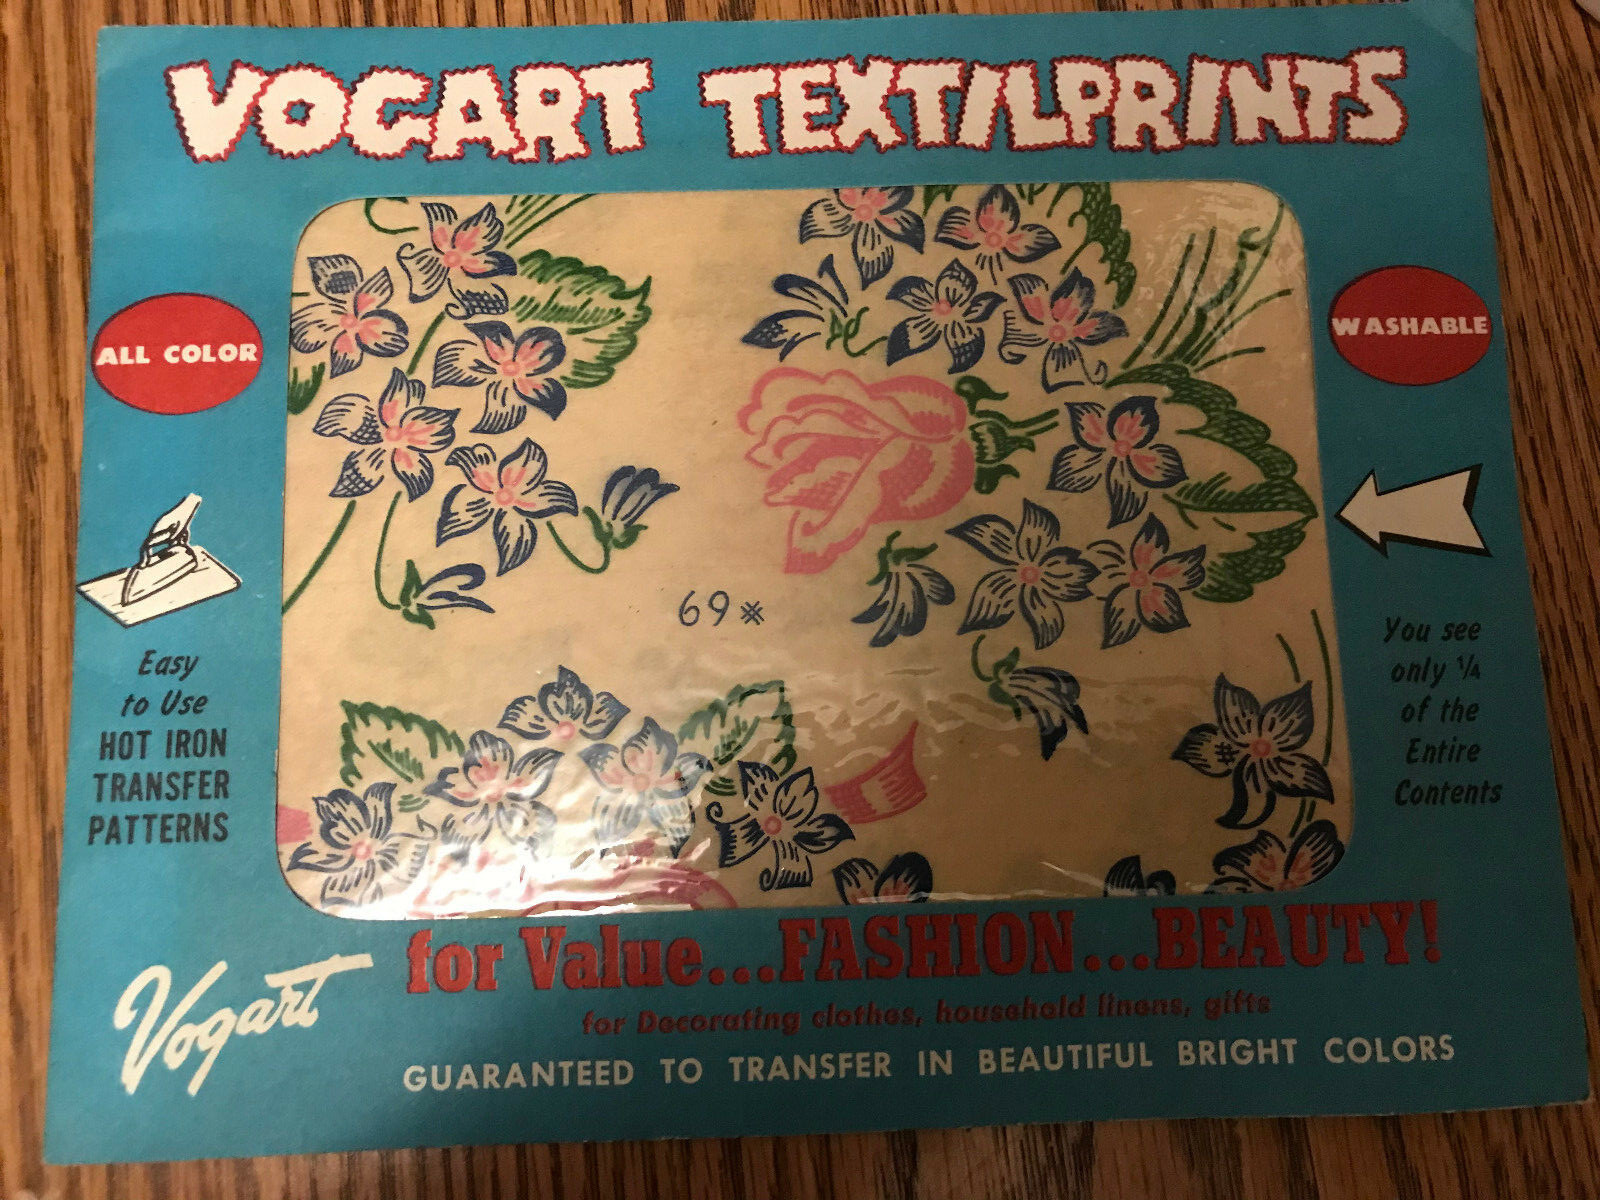 VOGART TEXTILPRINTS
ALL COLOR
WASHABLE
Easy
to Use
HOT IRON
TRANSFER
PATTERNS
69#
You see
only 1/4
of the
Entire
Contents
for Value...FASHION...BEAUTY!
Vogart
for Decorating clothes, household linens, gifts
GUARANTEED TO TRANSFER IN BEAUTIFUL BRIGHT COLORS